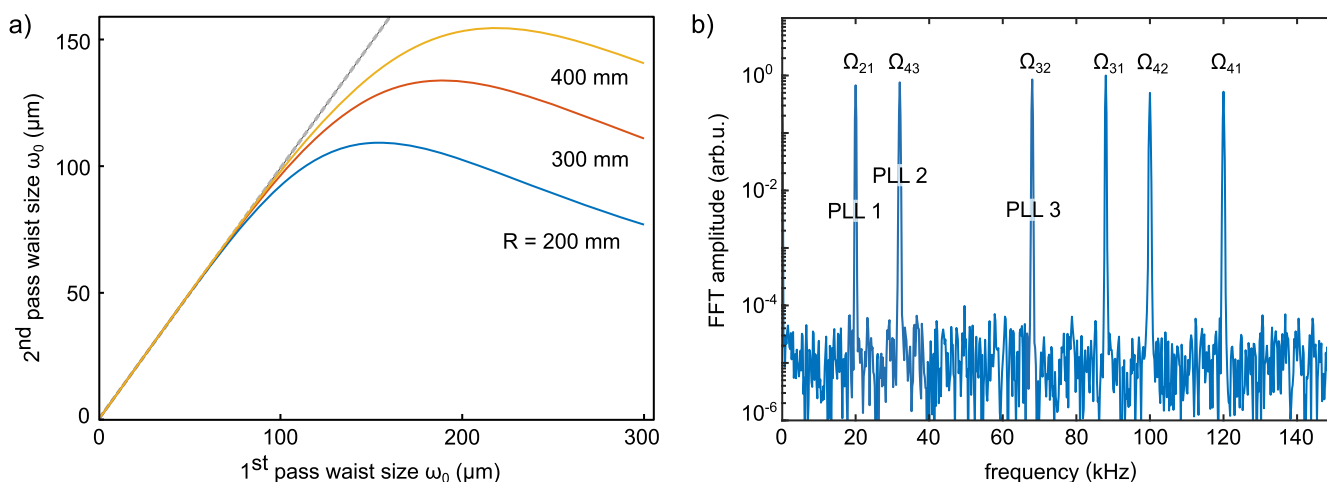 a)
2nd pass waist size ω0 (μm)
150
100
50
0
400 mm
300 mm
R = 200 mm
0
100
200
300
1st pass waist size ω0 (μm)
b)
FFT amplitude (arb.u.)
10^0
10^-2
10^-4
10^-6
Ω21
Ω43
Ω32
Ω31
Ω42
Ω41
PLL 1
PLL 2
PLL 3
0
20
40
60
80
100
120
140
frequency (kHz)